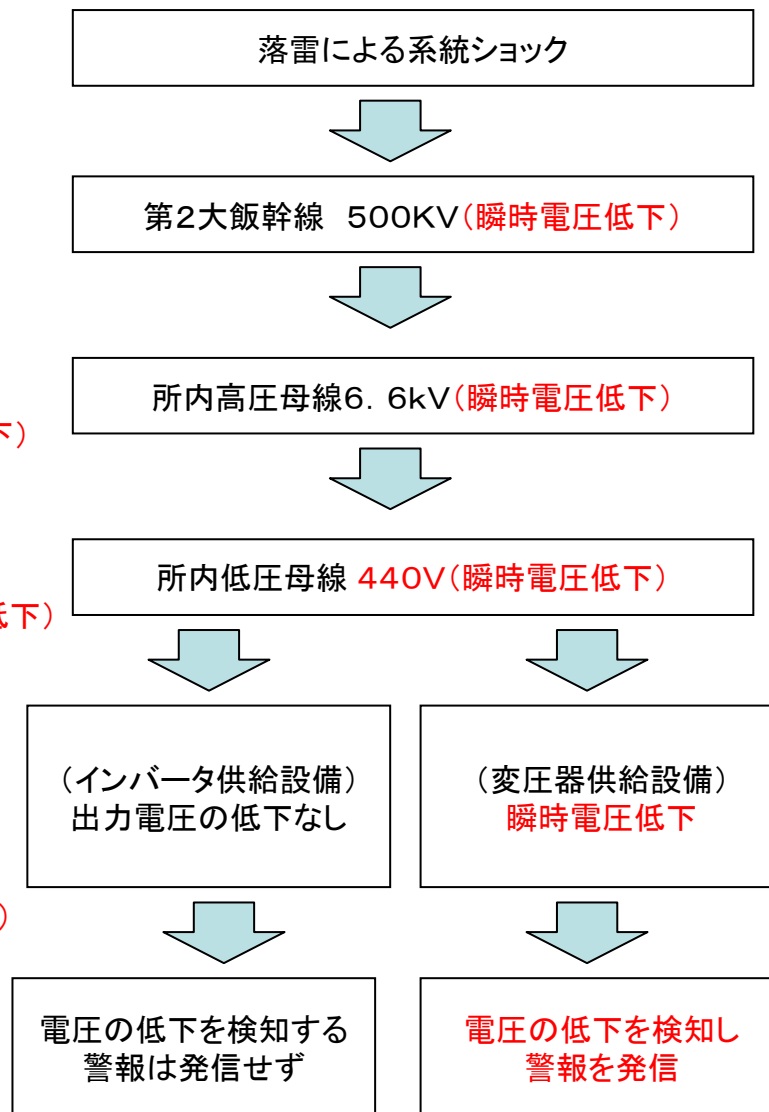 落雷による系統ショック
第2大飯幹線 500KV(瞬時電圧低下)
所内高圧母線6.6kV(瞬時電圧低下)
下)
所内低圧母線 440V(瞬時電圧低下)
低下)
(インバータ供給設備)
出力電圧の低下なし
(変圧器供給設備)
瞬時電圧低下
)
電圧の低下を検知する
警報は発信せず
電圧の低下を検知し
警報を発信